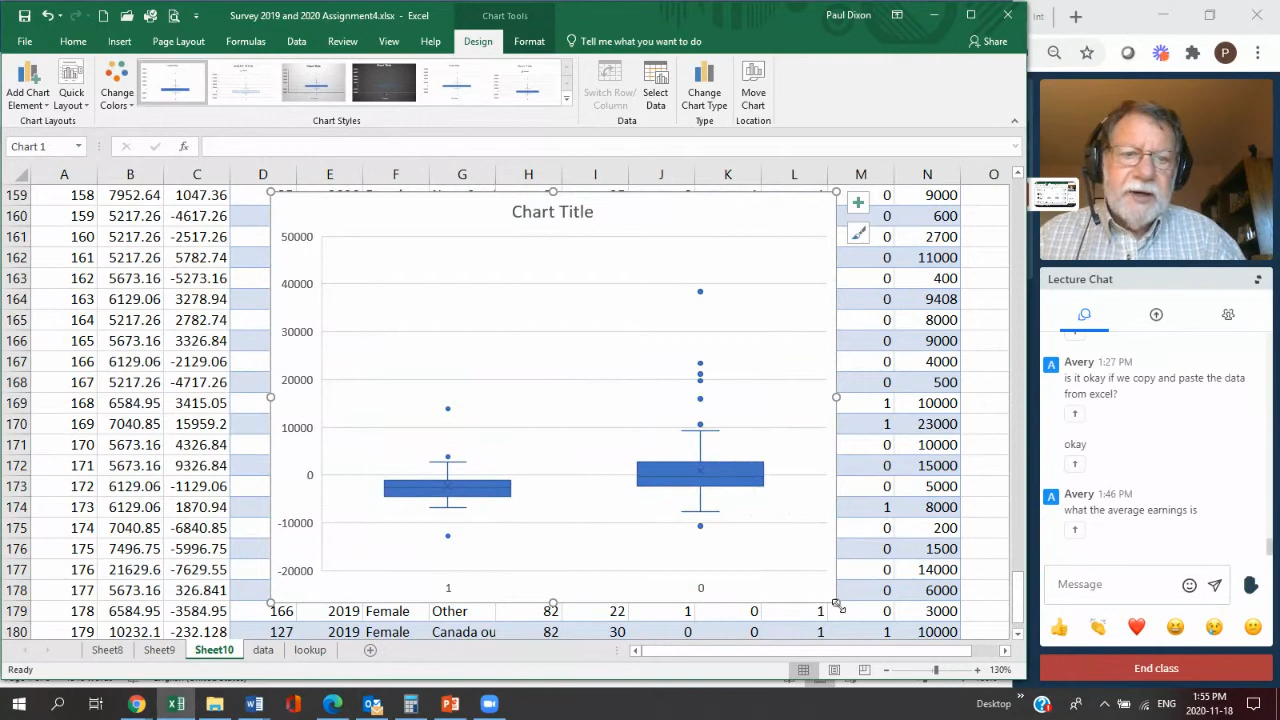 Survey 2019 and 2020 Assignment4.xlsx - Excel
Chart Tools
Paul Dixon
File Home Insert Page Layout Formulas Data Review View Help Design Format Tell me what you want to do Share
Add Chart Element Quick Layout Change Colors Switch Row/ Column Select Data Change Chart Type Move Chart
Chart Layouts Chart Styles Data Type Location
Chart 1 fx
A B C D E F G H I J K L M N O
159 158 7952.64 1047.36 0 9000
160 159 5217.26 -4617.26 0 600
161 160 5217.26 -2517.26 0 2700
162 161 5217.26 5782.74 0 11000
163 162 5673.16 -5273.16 0 400
164 163 6129.06 3278.94 0 9408
165 164 5217.26 2782.74 0 8000
166 165 5673.16 3326.84 0 9000
167 166 6129.06 -2129.06 0 4000
168 167 5217.26 -4717.26 0 500
169 168 6584.95 3415.05 1 10000
170 169 7040.85 15959.2 1 23000
171 170 5673.16 4326.84 0 10000
172 171 5673.16 9326.84 0 15000
173 172 6129.06 -1129.06 0 5000
174 173 6129.06 1870.94 1 8000
175 174 7040.85 -6840.85 0 200
176 175 7496.75 -5996.75 0 1500
177 176 21629.6 -7629.55 0 14000
178 177 5673.16 326.841 0 6000
179 178 6584.95 -3584.95 166 2019 Female Other 82 22 1 0 1 0 3000
180 179 10232.1 -232.128 127 2019 Female Canada ou 82 30 0 0 1 1 10000
Chart Title
50000
40000
30000
20000
10000
0
-10000
-20000
1 0
Sheet8 Sheet9 Sheet10 data lookup
Ready 130%
Int
P
Lecture Chat
A Avery 1:27 PM
is it okay if we copy and paste the data
from excel?
okay
A Avery 1:46 PM
what the average earnings is
Message
End class
Desktop ENG 1:55 PM
2020-11-18